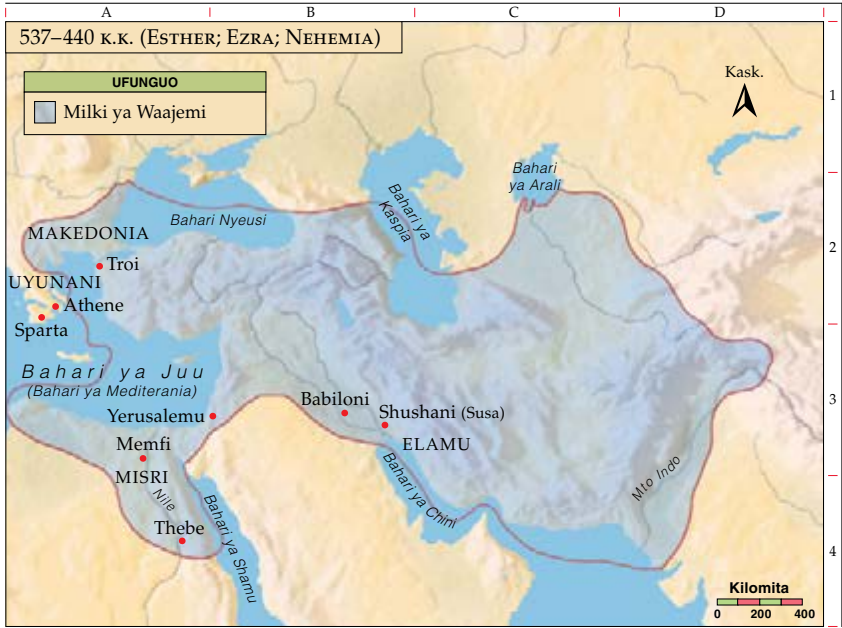 A B C D
537–440 K.K. (ESTHER; EZRA; NEHEMIA)
UFUNGUO
Milki ya Waajemi
Kask.
1
Bahari
ya Arali
Bahari ya
Kaspia
Bahari Nyeusi
MAKEDONIA
2
Troi
UYUNANI
Athene
Sparta
Bahari ya Juu
(Bahari ya Mediterania)
Babiloni
3
Yerusalemu
Shushani (Susa)
ELAMU
Memfi
MISRI
Nile
Bahari ya Chini
Mto Indo
Thebe
Bahari ya Shamu
4
Kilomita
0 200 400